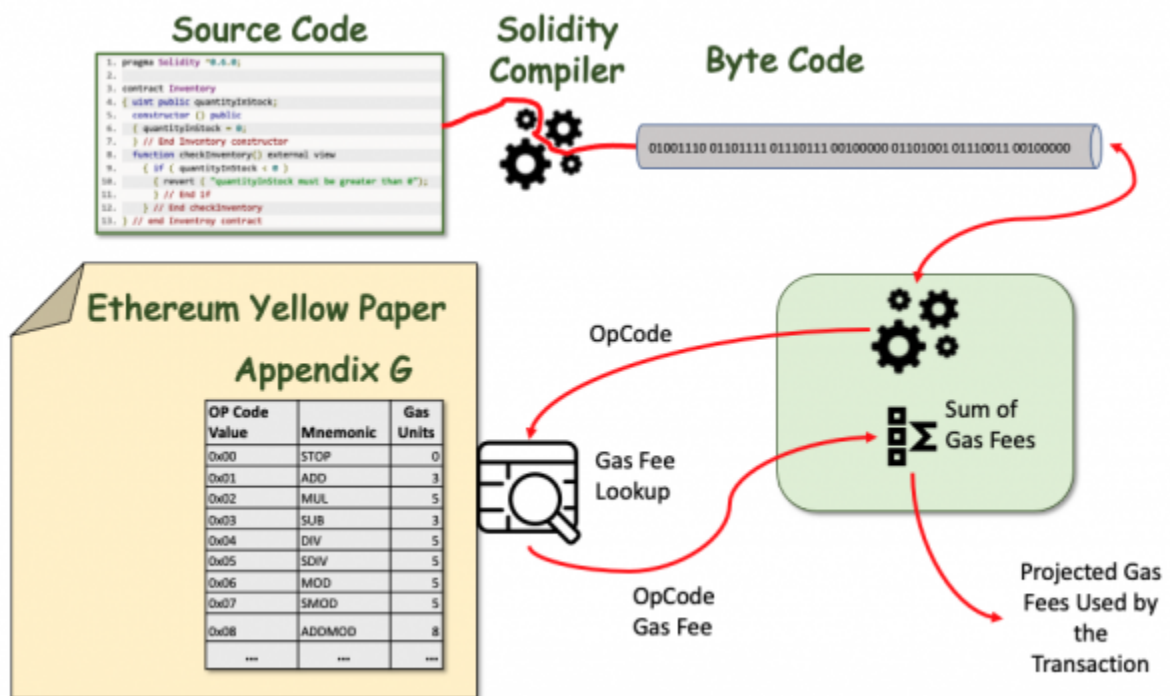 Source Code
1. pragma Solidity ^0.6.0;
2.
3. contract Inventory
4. { uint public quantityInStock;
5. constructor () public
6. { quantityInStock = 0;
7. } // End Inventory constructor
8. function checkInventory() external view
9. { if ( quantityInStock < 0 )
10. { revert ( "quantityInStock must be greater than 0");
11. } // End if
12. } // End checkInventory
13. } // end Inventroy contract
Solidity
Compiler
Byte Code
01001110 01101111 01110111 00100000 01101001 01110011 00100000
Ethereum Yellow Paper
Appendix G
OP Code Value Mnemonic Gas Units
0x00 STOP 0
0x01 ADD 3
0x02 MUL 5
0x03 SUB 3
0x04 DIV 5
0x05 SDIV 5
0x06 MOD 5
0x07 SMOD 5
0x08 ADDMOD 8
... ... ...
OpCode
Gas Fee
Lookup
OpCode
Gas Fee
Sum of
Gas Fees
Projected Gas
Fees Used by
the
Transaction